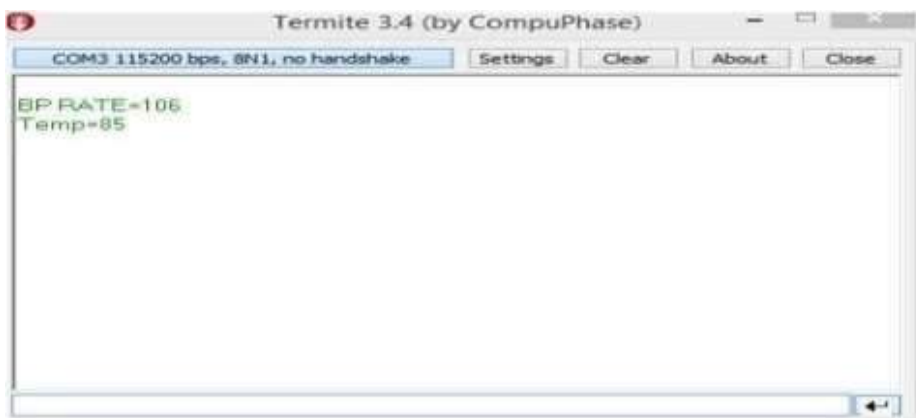 Termite 3.4 (by CompuPhase)
COM3 115200 bps, 8N1, no handshake Settings Clear About Close
BP RATE=106
Temp=85